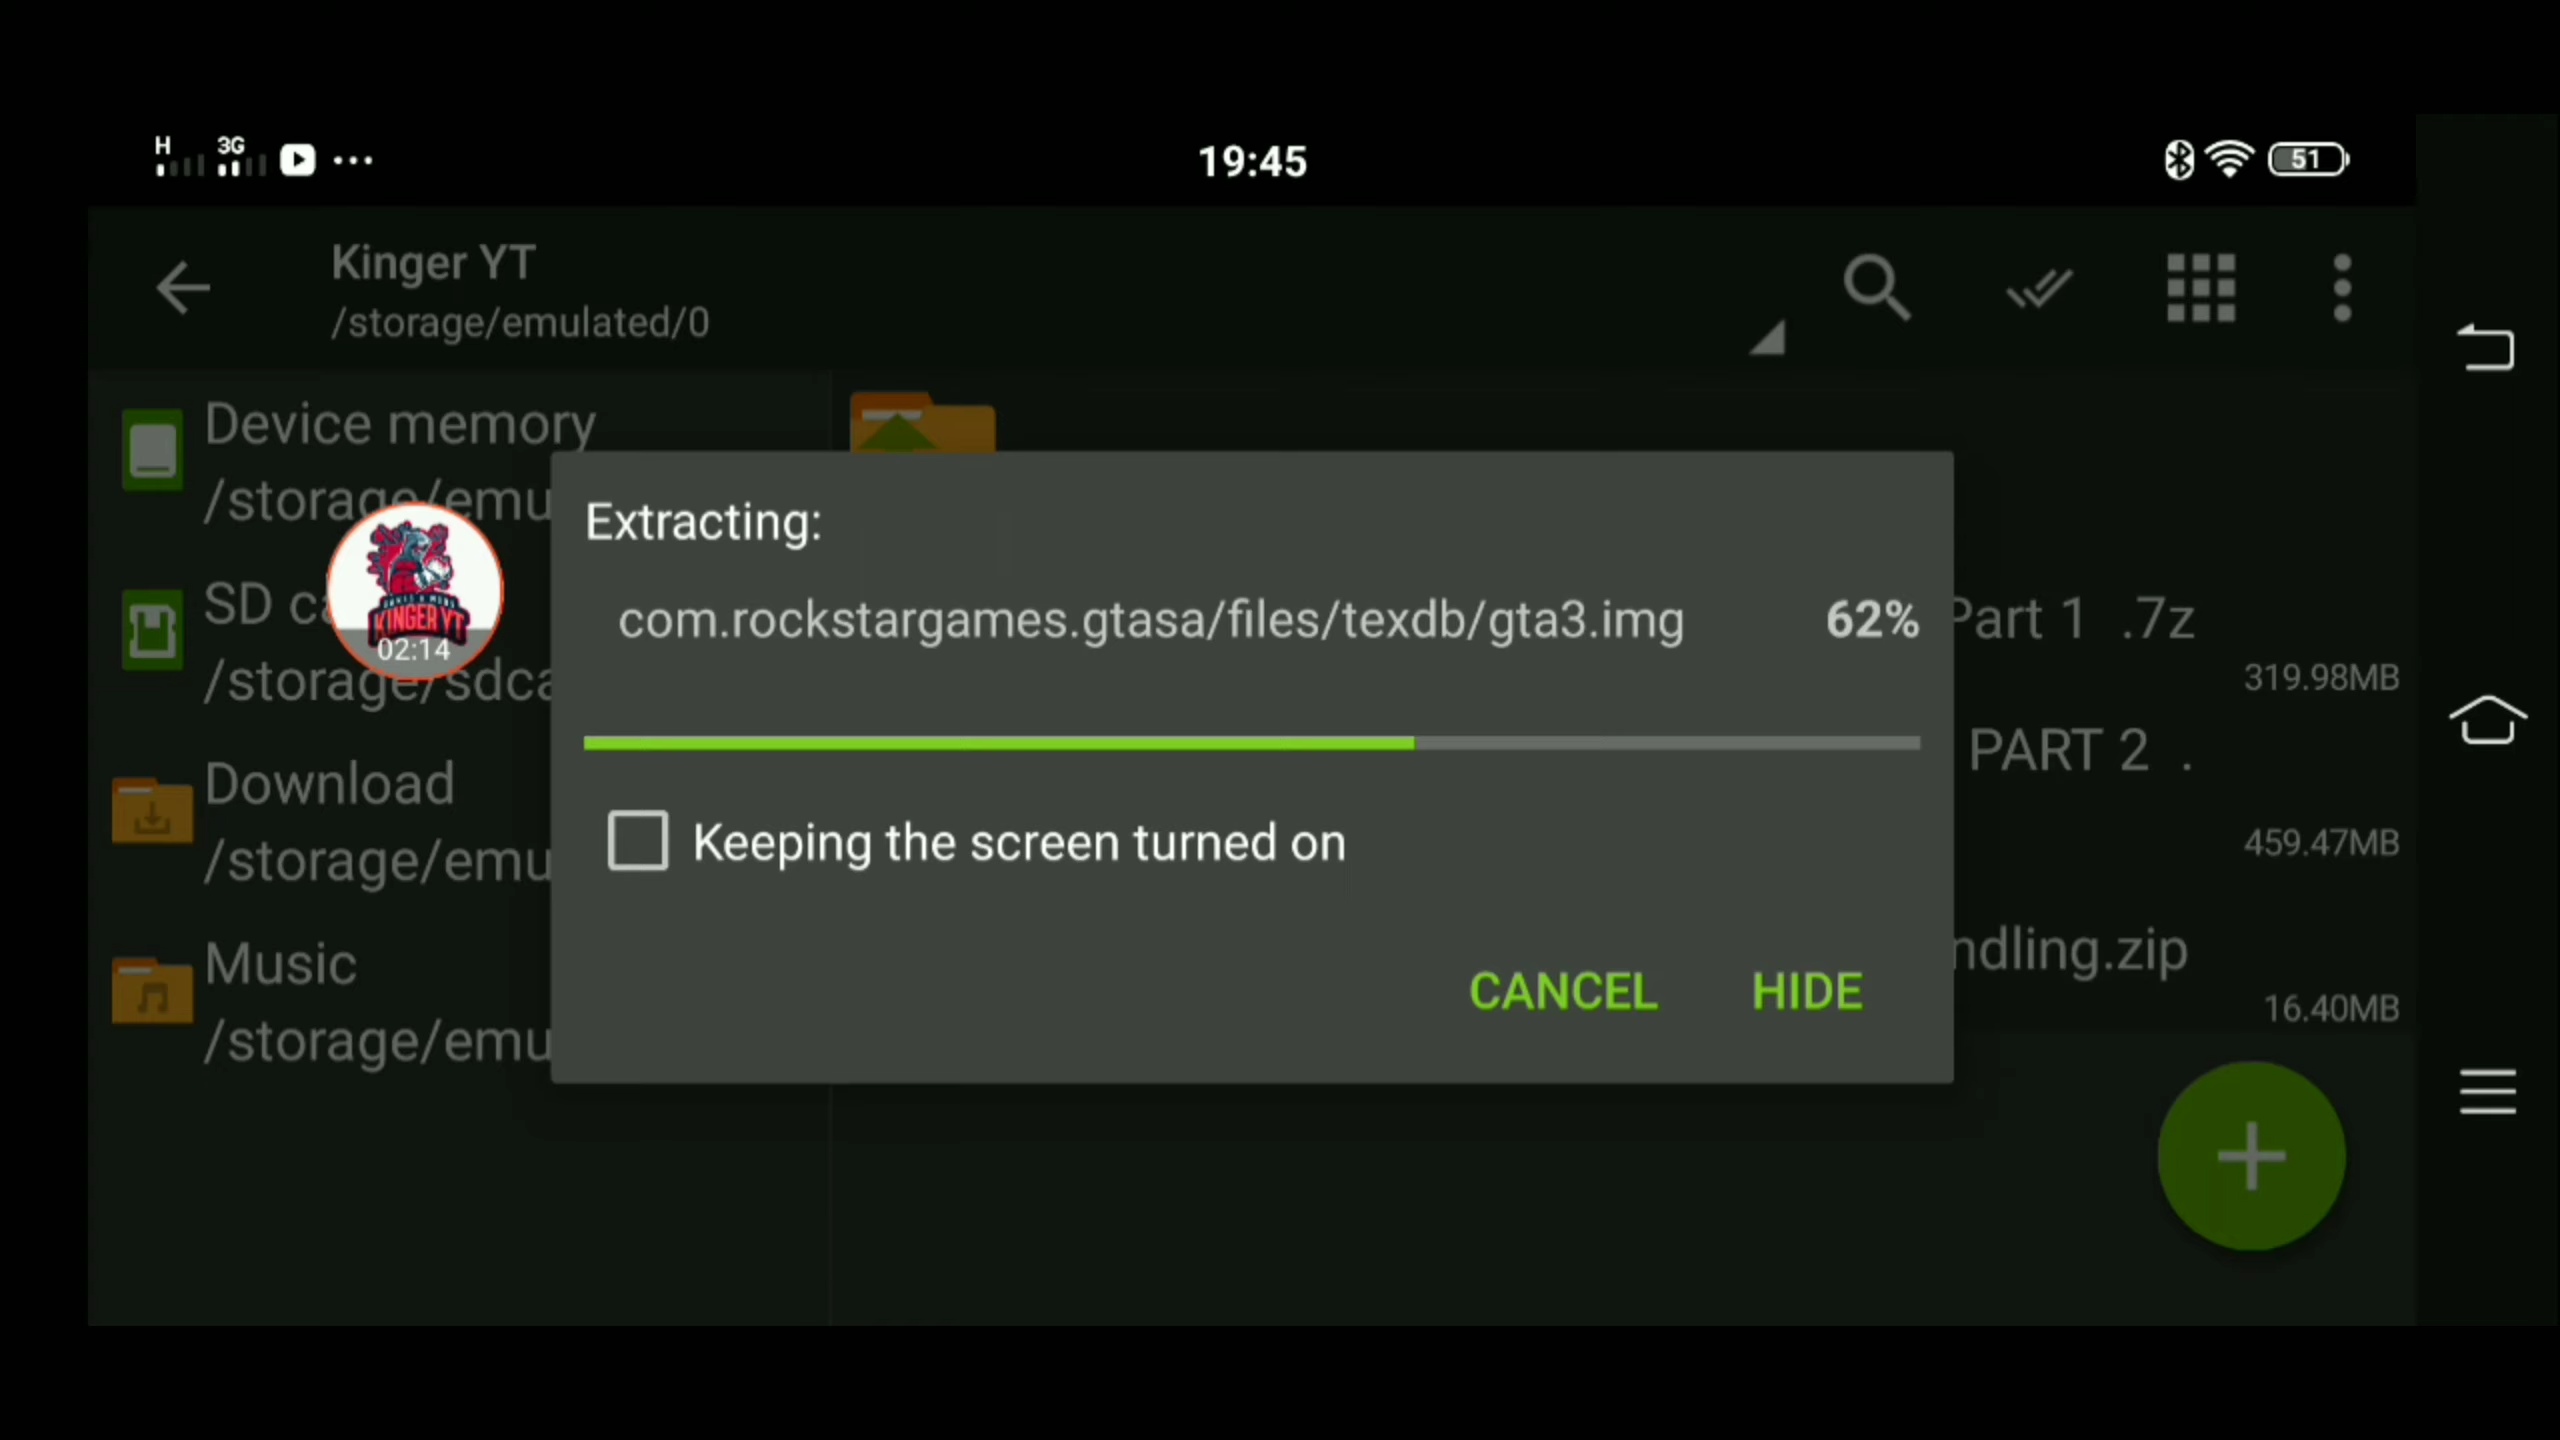 H 3G 19:45 51
Kinger YT
/storage/emulated/0
Device memory
/storage/emu
SD ca
/storage/sdca
Download
/storage/emu
Music
/storage/emu
KINGER YT
02:14
Extracting:
com.rockstargames.gtasa/files/texdb/gta3.img 62%
Keeping the screen turned on
CANCEL HIDE
Part 1 .7z
319.98MB
PART 2 .
459.47MB
ndling.zip
16.40MB